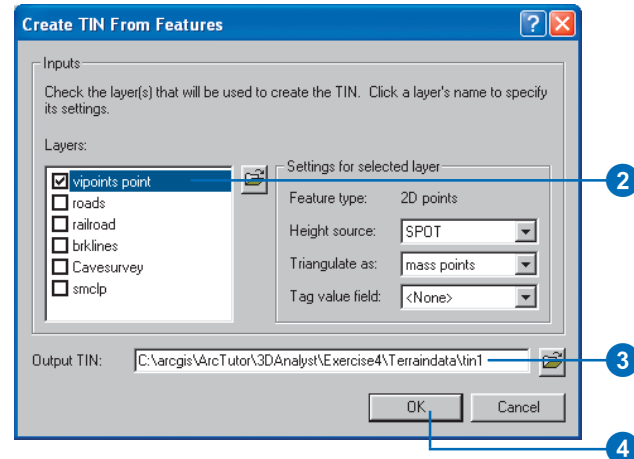 Create TIN From Features
Inputs
Check the layer(s) that will be used to create the TIN. Click a layer's name to specify
its settings.
Layers:
vipoints point
roads
railroad
brklines
Cavesurvey
smclp
Settings for selected layer
Feature type: 2D points
Height source: SPOT
Triangulate as: mass points
Tag value field: <None>
2
Output TIN: C:\arcgis\ArcTutor\3DAnalyst\Exercise4\Terraindata\tin1
3
OK Cancel
4